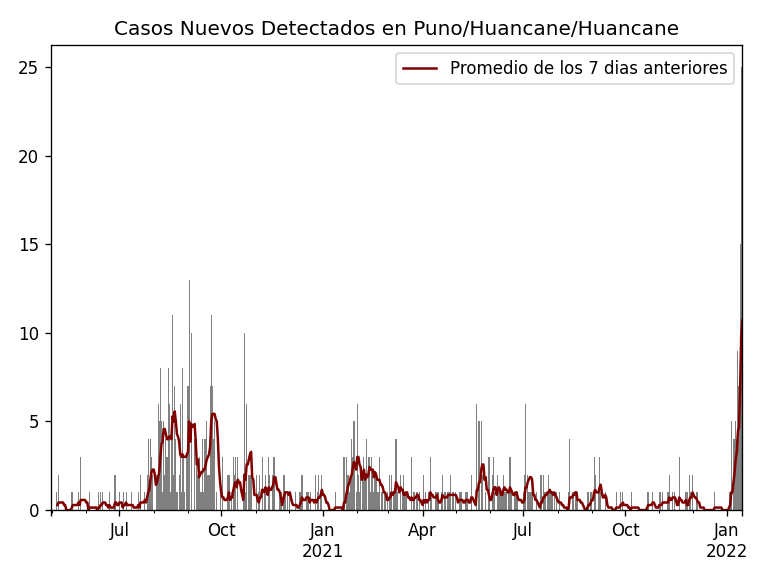 Casos Nuevos Detectados en Puno/Huancane/Huancane
Promedio de los 7 dias anteriores
25
20
15
10
5
0
Jul Oct Jan Apr Jul Oct Jan
2021 2022